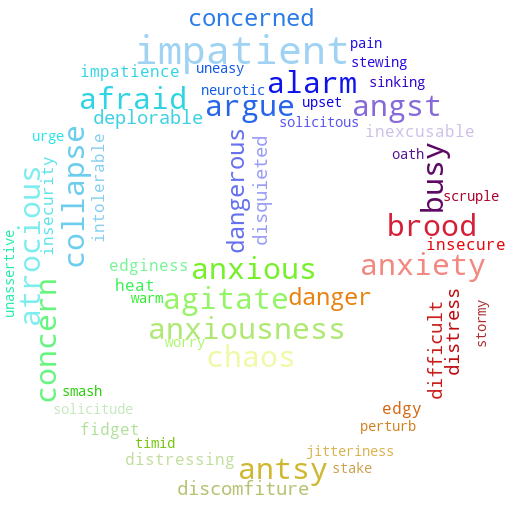 concerned
impatient
pain
stewing
uneasy
impatience
alarm
sinking
neurotic
afraid
argue
upset
angst
deplorable
solicitous
inexcusable
urge
collapse
intolerable
dangerous
disquieted
oath
busy
insecurity
atrocious
scruple
brood
insecure
unassertive
edginess
anxious
anxiety
heat
warm
agitate
danger
concern
anxiousness
worry
chaos
difficult
distress
stormy
smash
solicitude
edgy
fidget
perturb
timid
distressing
jitteriness
antsy
stake
discomfiture